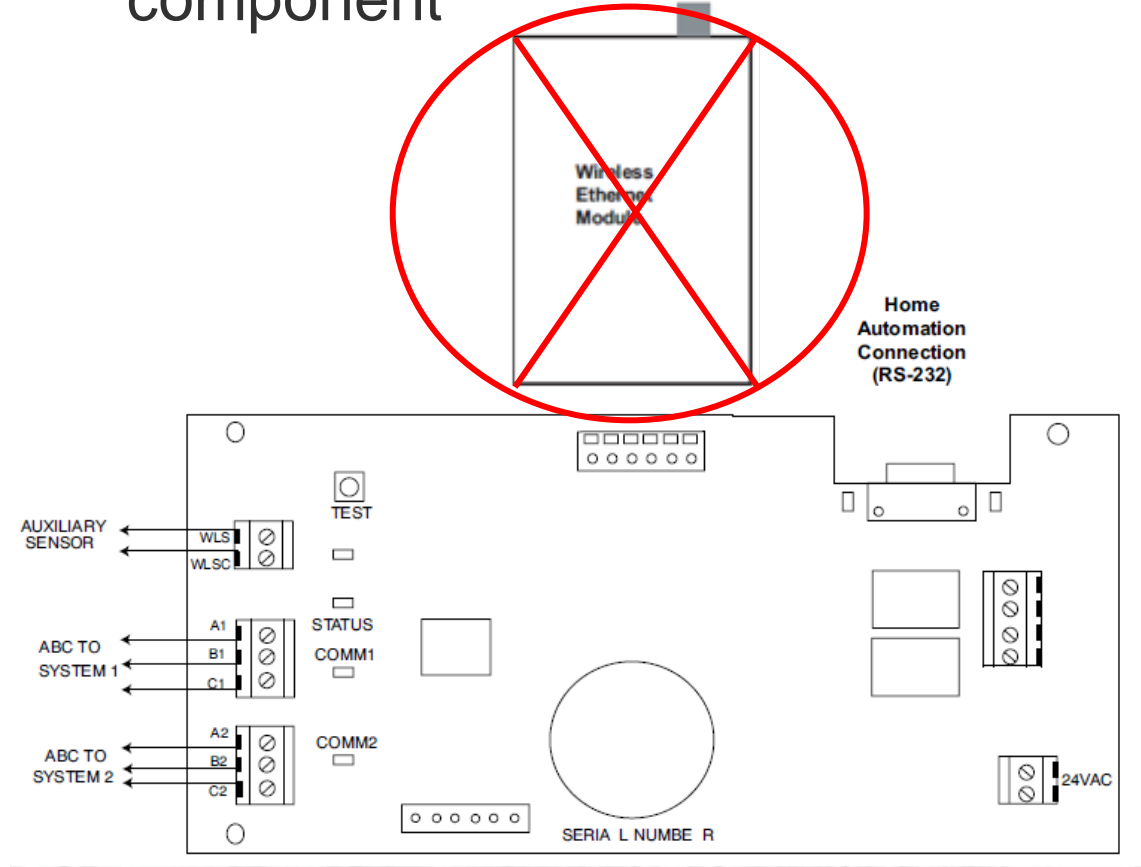 component
Wireless
Ethernet
Module
Home
Automation
Connection
(RS-232)
TEST
AUXILIARY
SENSOR
WLS
WLSC
STATUS
A1
ABC TO
B1
COMM1
SYSTEM 1
C1
A2
COMM2
ABC TO
B2
SYSTEM 2
C2
24VAC
SERIA L NUMBE R